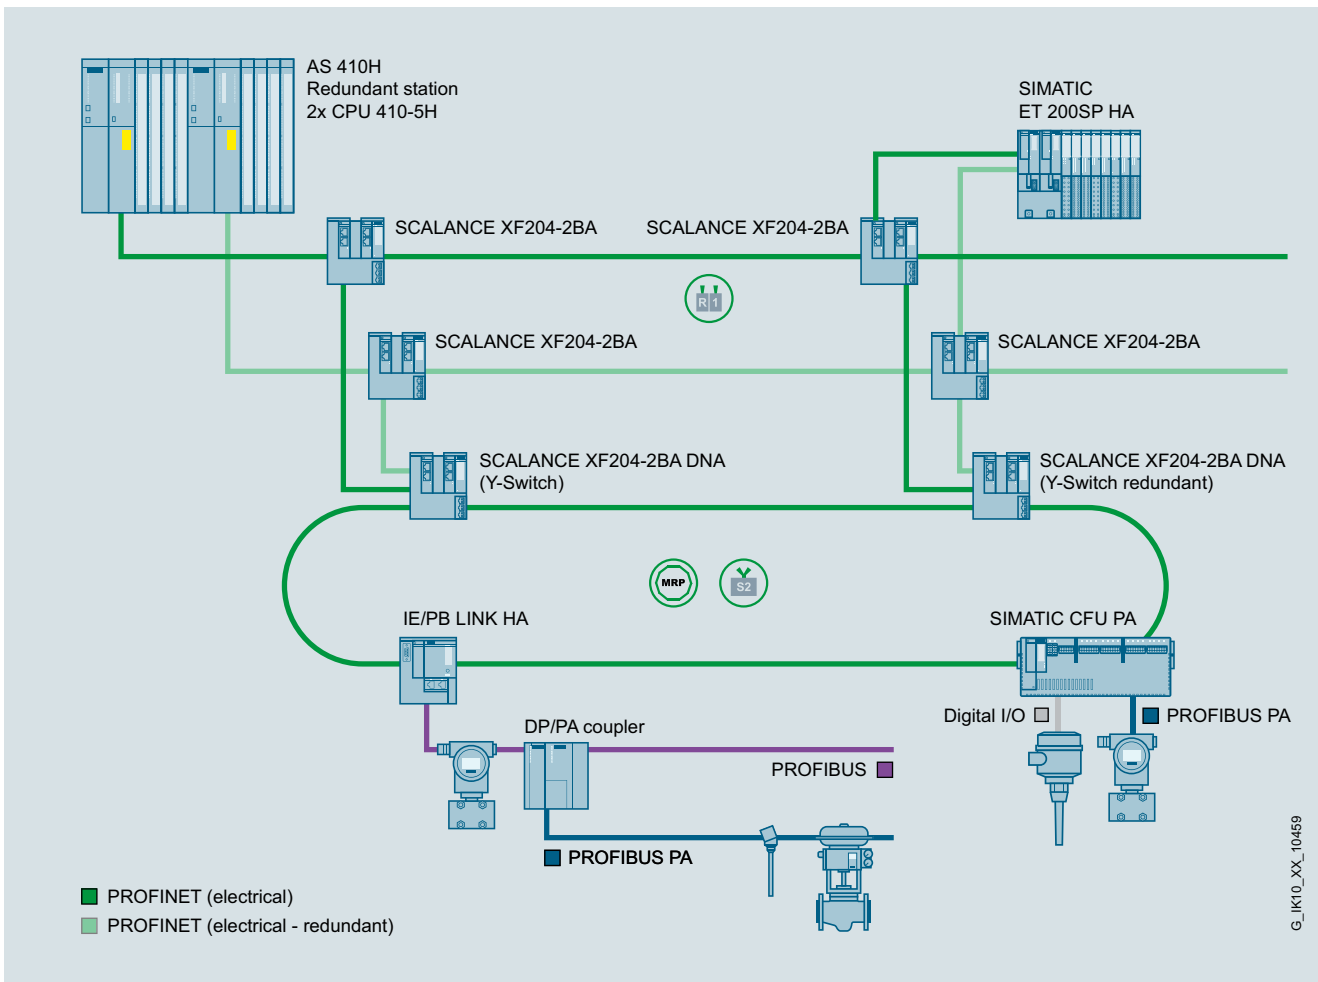 AS 410H
Redundant station
2x CPU 410-5H
SIMATIC
ET 200SP HA
SCALANCE XF204-2BA
SCALANCE XF204-2BA
R 1
SCALANCE XF204-2BA
SCALANCE XF204-2BA
SCALANCE XF204-2BA DNA
(Y-Switch)
SCALANCE XF204-2BA DNA
(Y-Switch redundant)
MRP
S2
IE/PB LINK HA
SIMATIC CFU PA
Digital I/O
PROFIBUS PA
DP/PA coupler
PROFIBUS
PROFIBUS PA
PROFINET (electrical)
PROFINET (electrical - redundant)
G_IK10_XX_10459